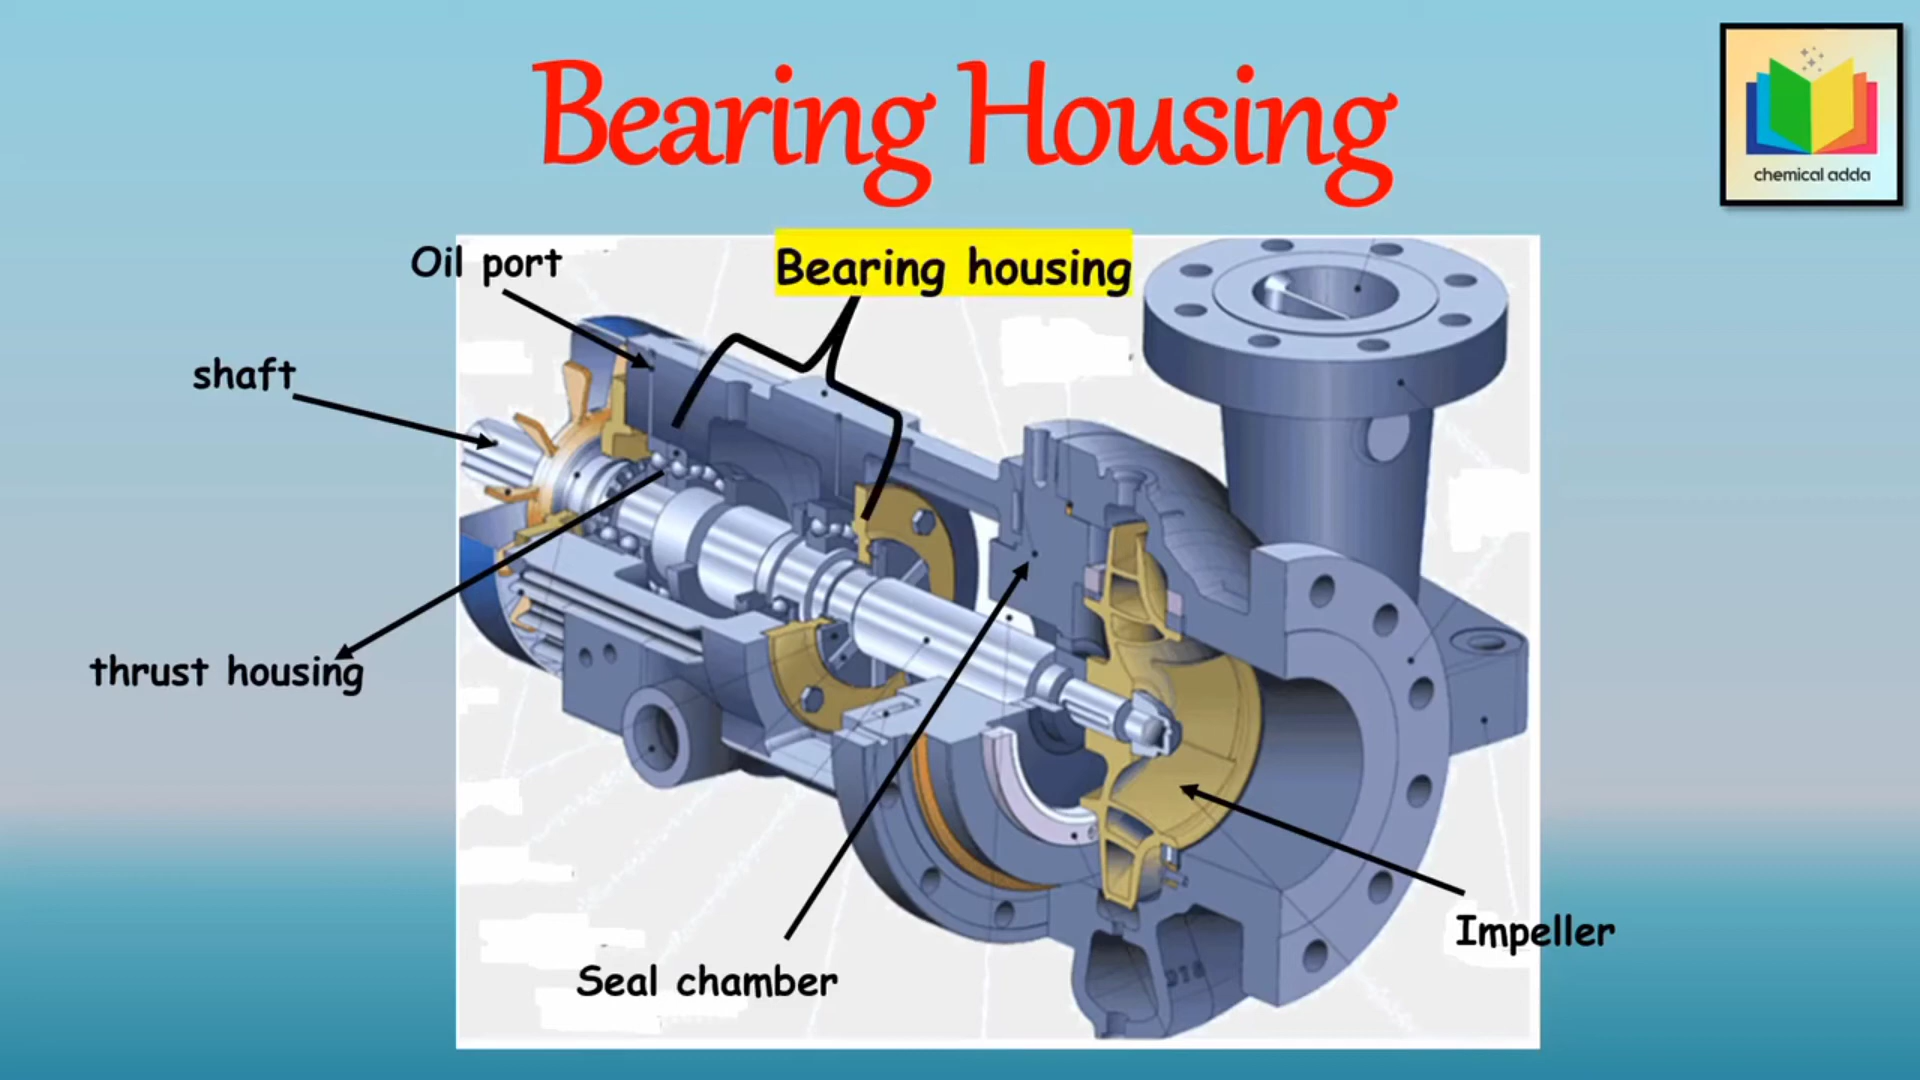 Bearing Housing
chemical adda
Oil port
Bearing housing
shaft
thrust housing
Seal chamber
Impeller